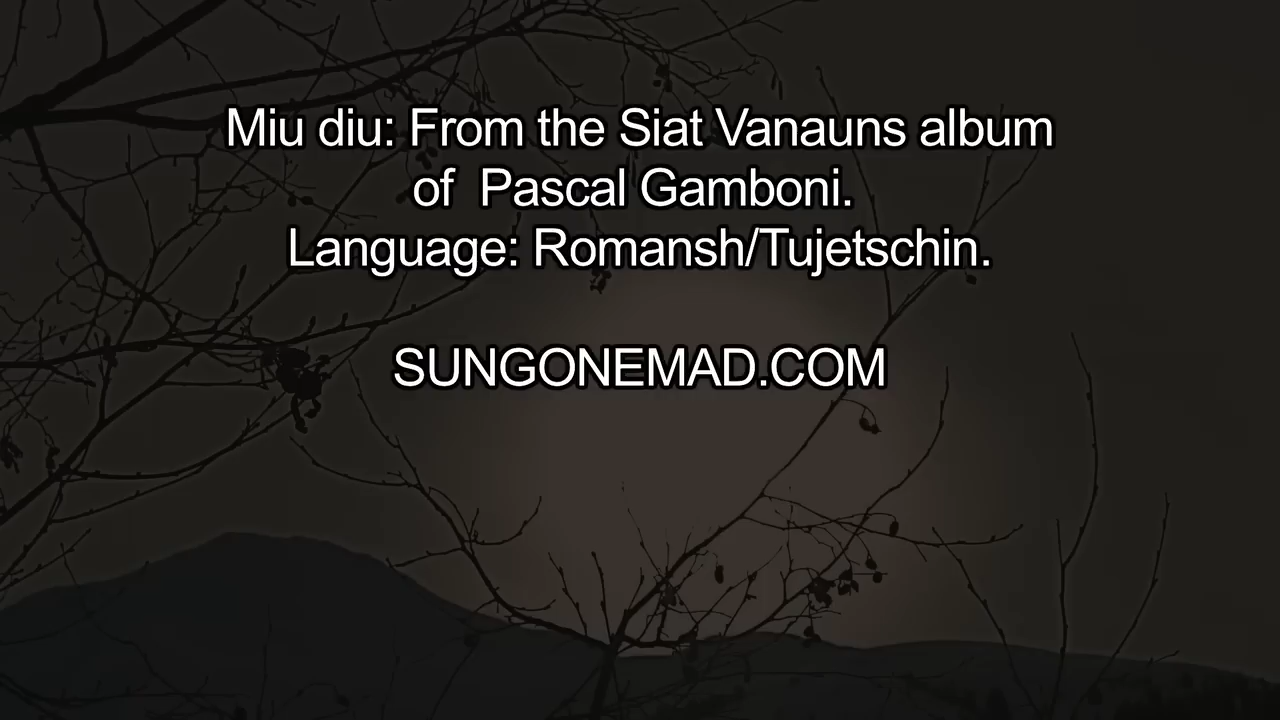 Miu diu: From the Siat Vanauns album
of Pascal Gamboni.
Language: Romansh/Tujetschin.
SUNGONEMAD.COM